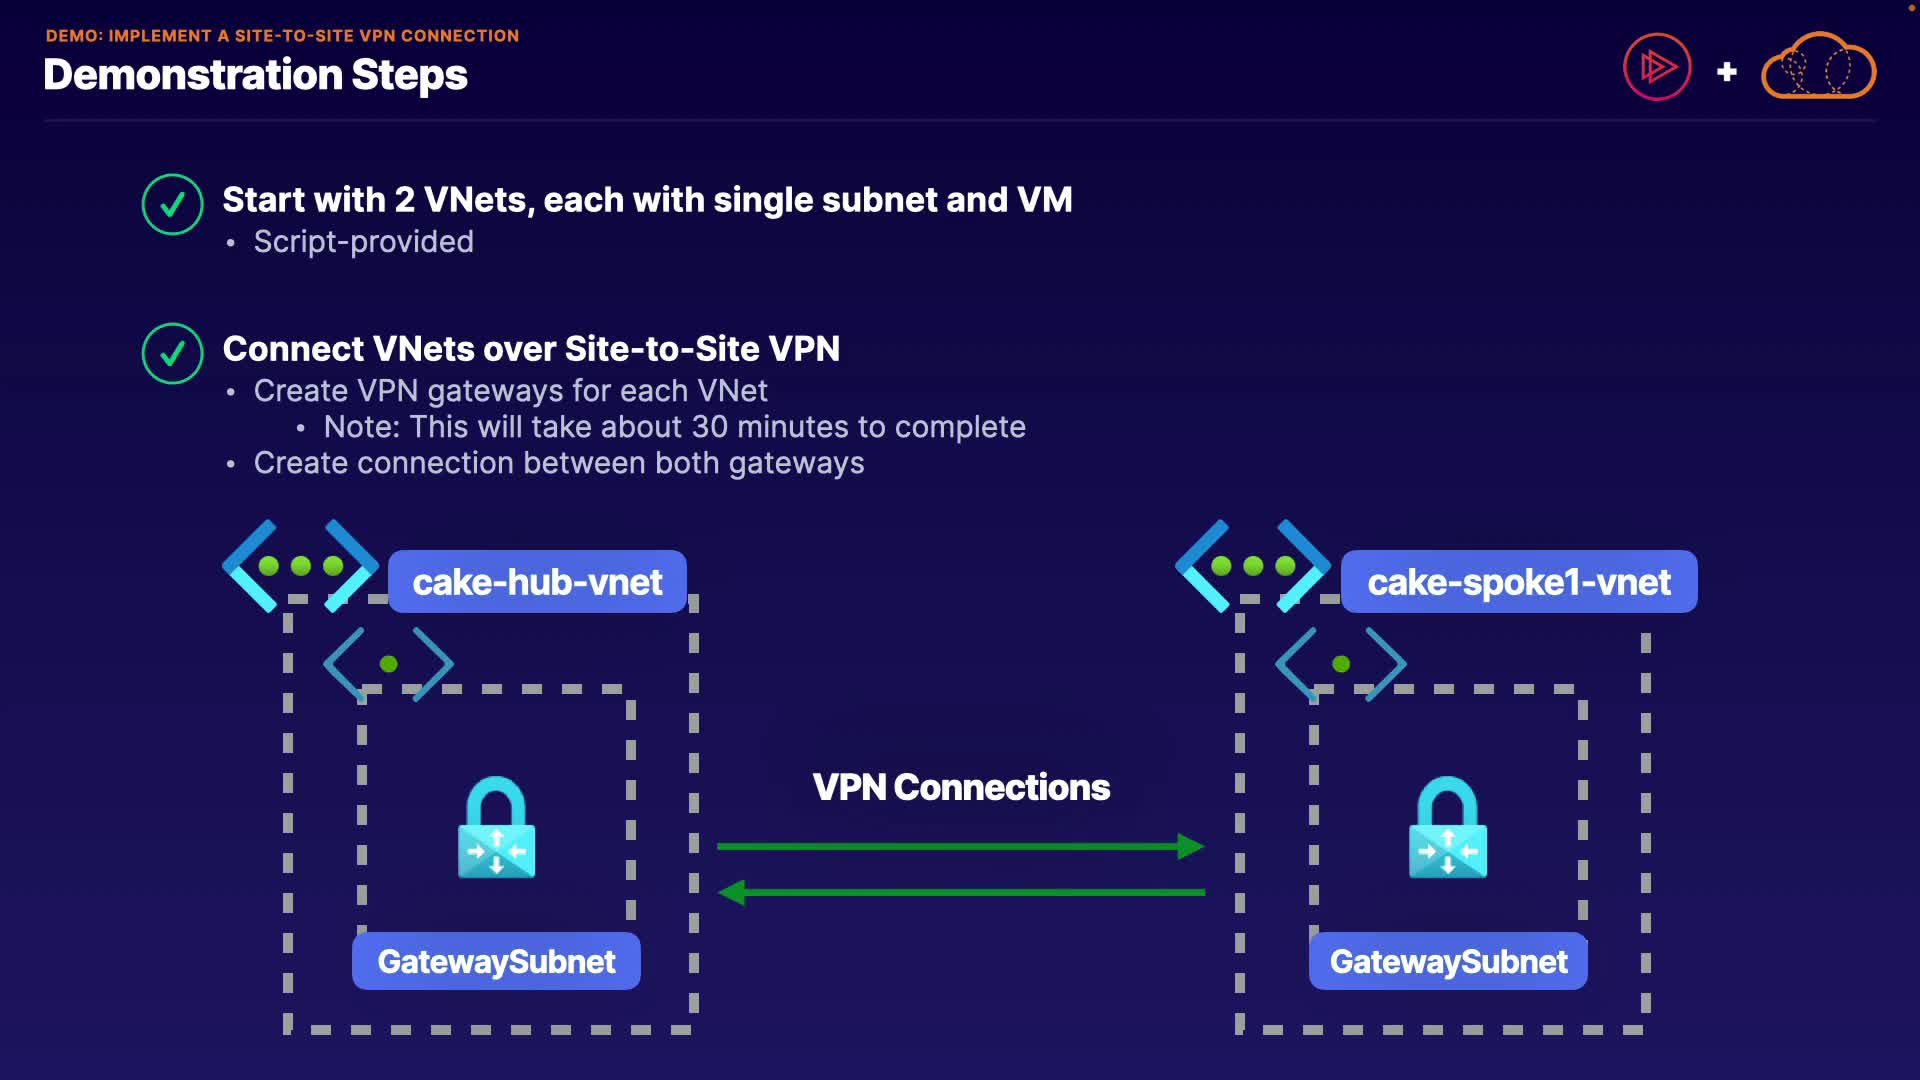 DEMO: IMPLEMENT A SITE-TO-SITE VPN CONNECTION
Demonstration Steps
Start with 2 VNets, each with single subnet and VM
• Script-provided
Connect VNets over Site-to-Site VPN
• Create VPN gateways for each VNet
• Note: This will take about 30 minutes to complete
• Create connection between both gateways
cake-hub-vnet
cake-spoke1-vnet
VPN Connections
GatewaySubnet
GatewaySubnet